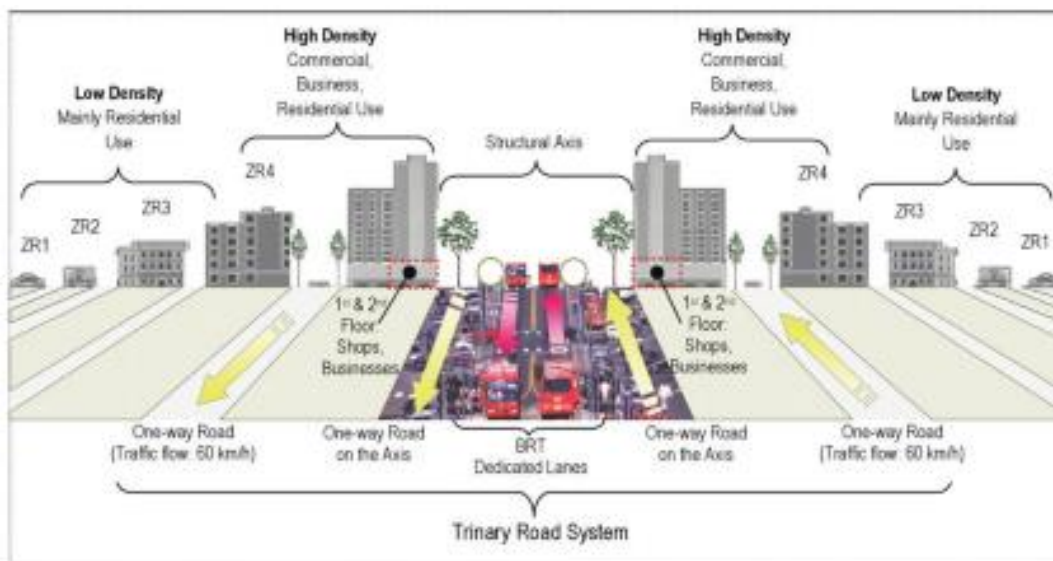 High Density
Commercial,
Business,
Residential Use
High Density
Commercial,
Business,
Residential Use
Low Density
Mainly Residential
Use
Low Density
Mainly Residential
Use
Structural Axis
ZR4
ZR4
ZR3
ZR2
ZR1
ZR3
ZR2
ZR1
1st & 2nd
Floor:
Shops,
Businesses
1st & 2nd
Floor:
Shops,
Businesses
One-way Road
(Traffic flow: 60 km/h)
One-way Road
on the Axis
BRT
Dedicated Lanes
One-way Road
on the Axis
One-way Road
(Traffic flow: 60 km/h)
Trinary Road System